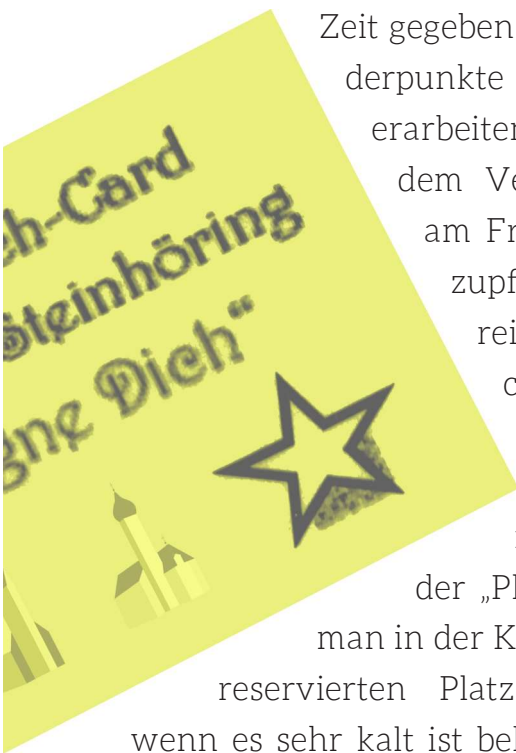 h-Card
Steinhöring
gne Dich“
Zeit gegeben
derpunkte
erarbeiten
dem Ve
am Fr
zupf
rei
der „Pl
man in der K
reservierten Platz
wenn es sehr kalt ist